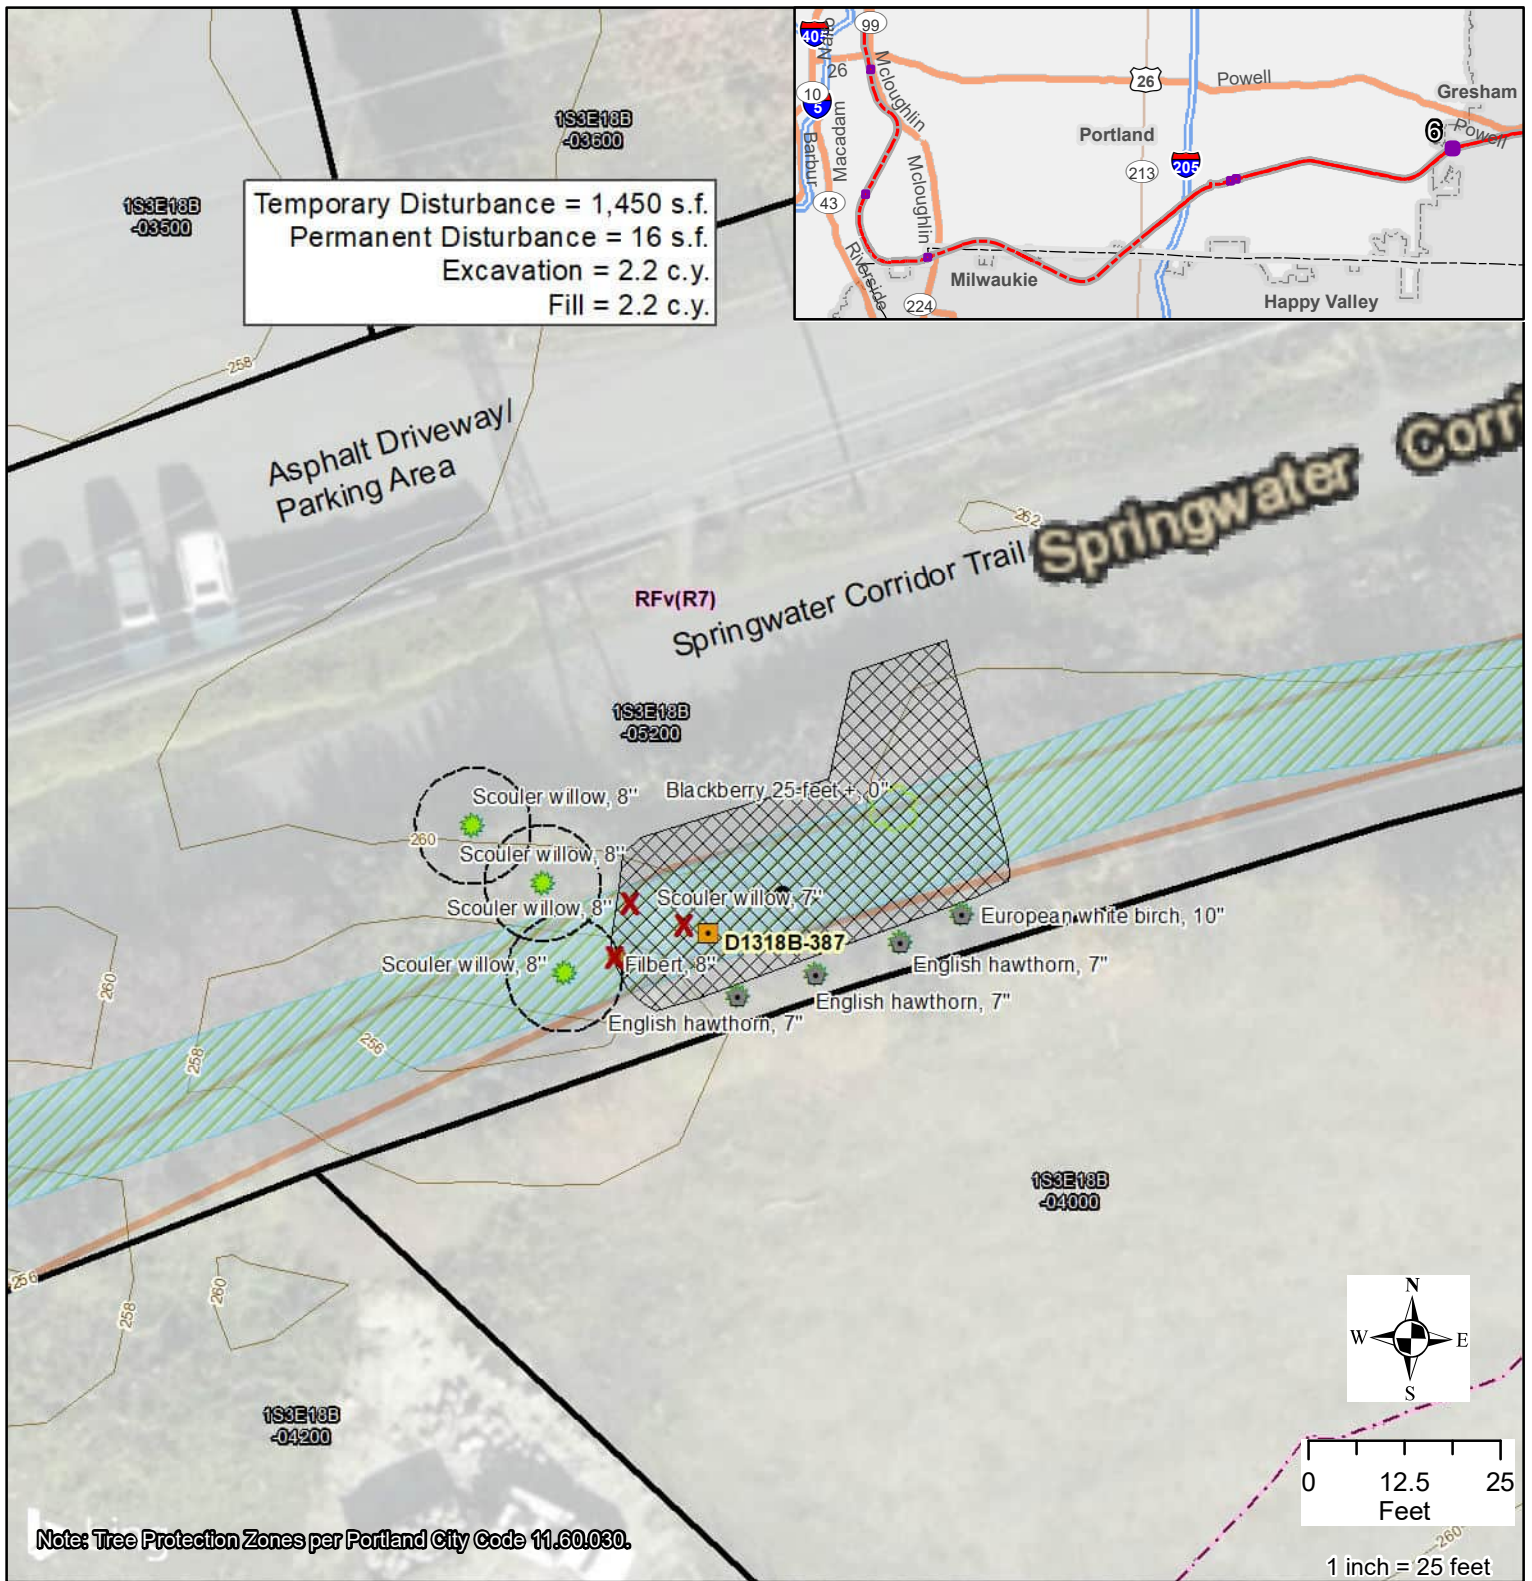 405
Naito
99
26
10
5
Mcloughlin
Macadam
Barbur
Mcloughlin
43
Riverside
224
26
Powell
Gresham
6
Powell
Portland
213
205
Milwaukie
Happy Valley
1S3E18B
-03600
1S3E18B
-03500
Temporary Disturbance = 1,450 s.f.
Permanent Disturbance = 16 s.f.
Excavation = 2.2 c.y.
Fill = 2.2 c.y.
258
Asphalt Driveway/
Parking Area
Springwater Corri
262
Springwater Corridor Trail
RFv(R7)
1S3E18B
-05200
Blackberry 25-feet +, 0"
Scouler willow, 8"
260
Scouler willow, 8"
Scouler willow, 8"
Scouler willow, 7"
European white birch, 10"
D1318B-387
Scouler willow, 8"
Filbert, 8"
English hawthorn, 7"
English hawthorn, 7"
English hawthorn, 7"
260
258
256
1S3E18B
-04000
256
258
260
N
W
E
S
1S3E18B
-04200
0
12.5
25
Feet
260
Note: Tree Protection Zones per Portland City Code 11.60.030.
1 inch = 25 feet